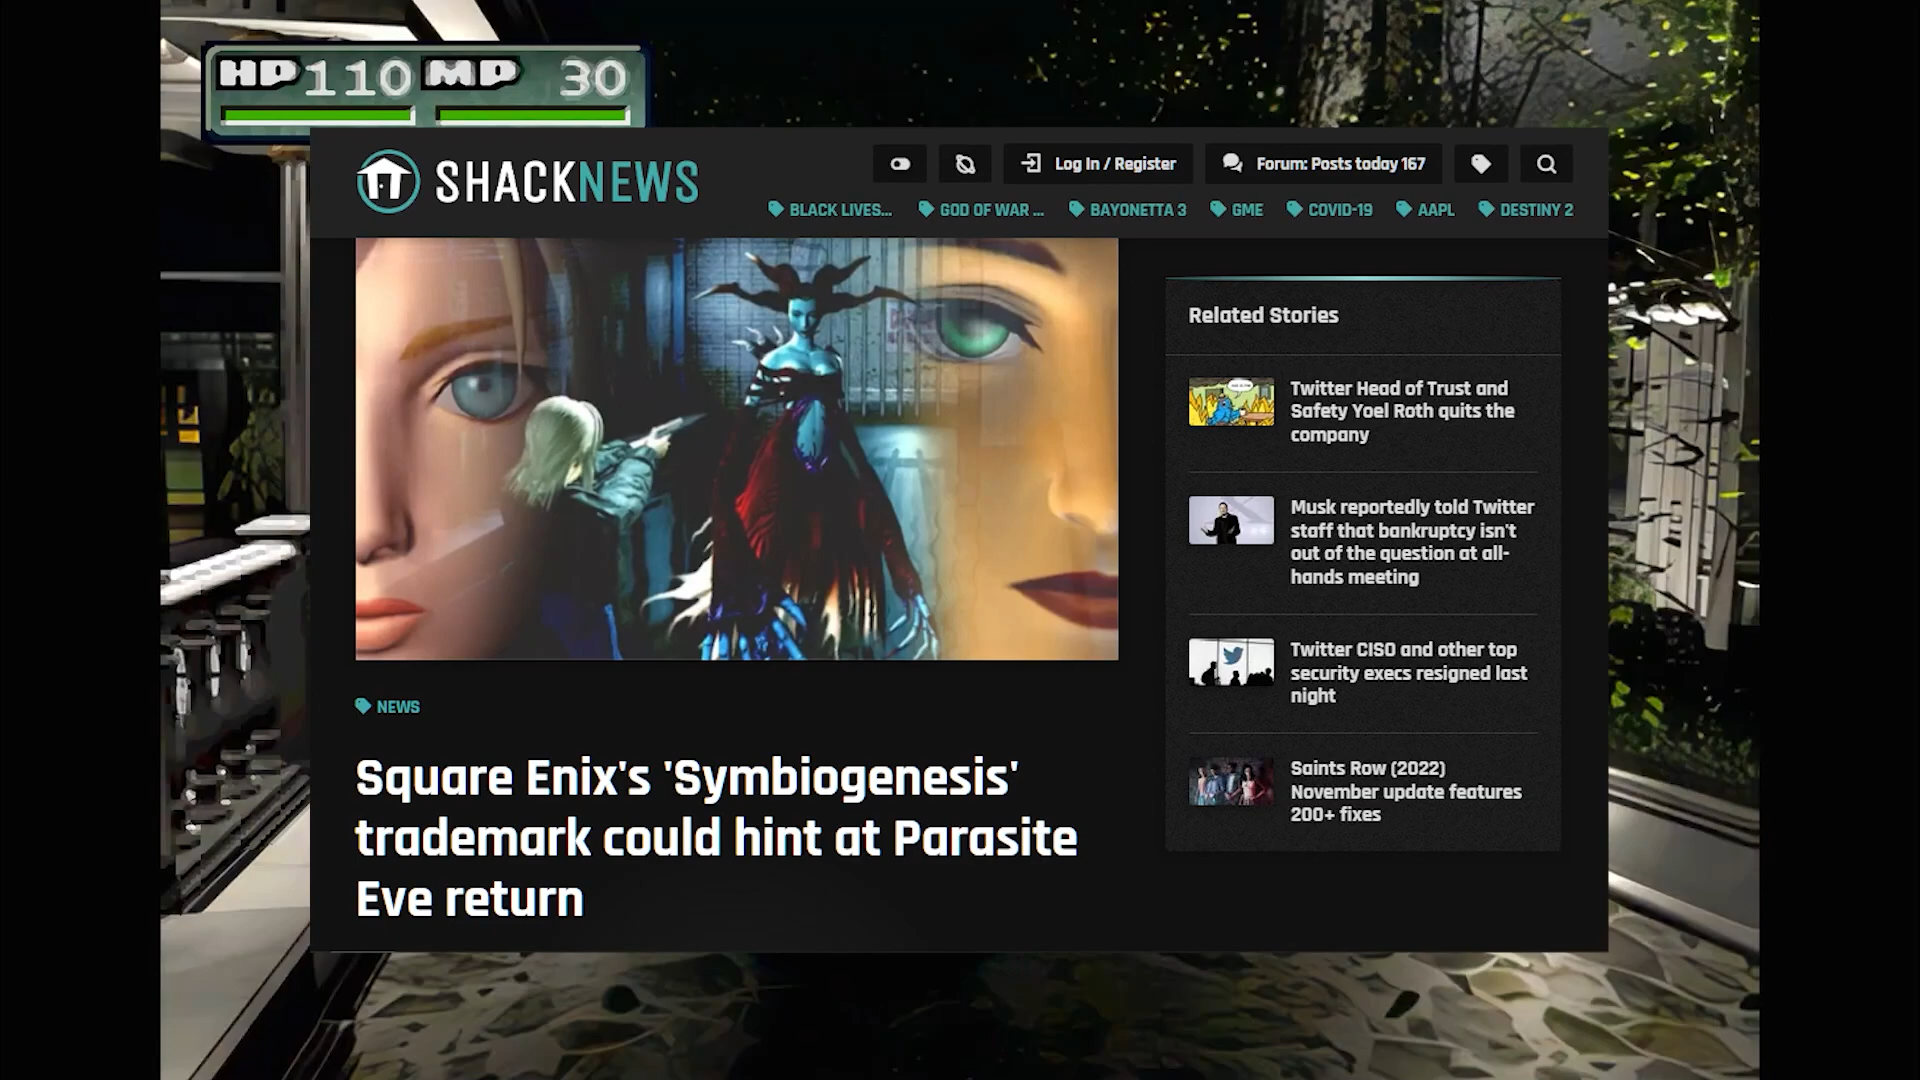 HP 110 MP 30
SHACKNEWS
Log In / Register
Forum: Posts today 167
BLACK LIVES...
GOD OF WAR ...
BAYONETTA 3
GME
COVID-19
AAPL
DESTINY 2
NEWS
Square Enix's 'Symbiogenesis'
trademark could hint at Parasite
Eve return
Related Stories
Twitter Head of Trust and
Safety Yoel Roth quits the
company
Musk reportedly told Twitter
staff that bankruptcy isn't
out of the question at all-
hands meeting
Twitter CISO and other top
security execs resigned last
night
Saints Row (2022)
November update features
200+ fixes